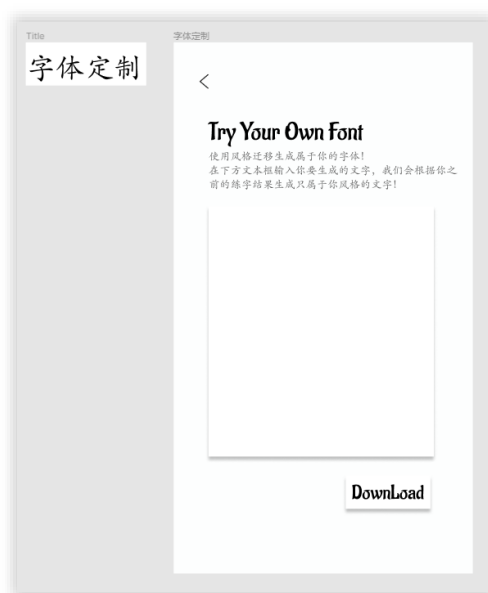 Title
字体定制
字体定制
Try Your Own Font
使用风格迁移生成属于你的字体!
在下方文本框输入你要生成的文字, 我们会根据你之
前的练字结果生成只属于你风格的文字!
DownLoad